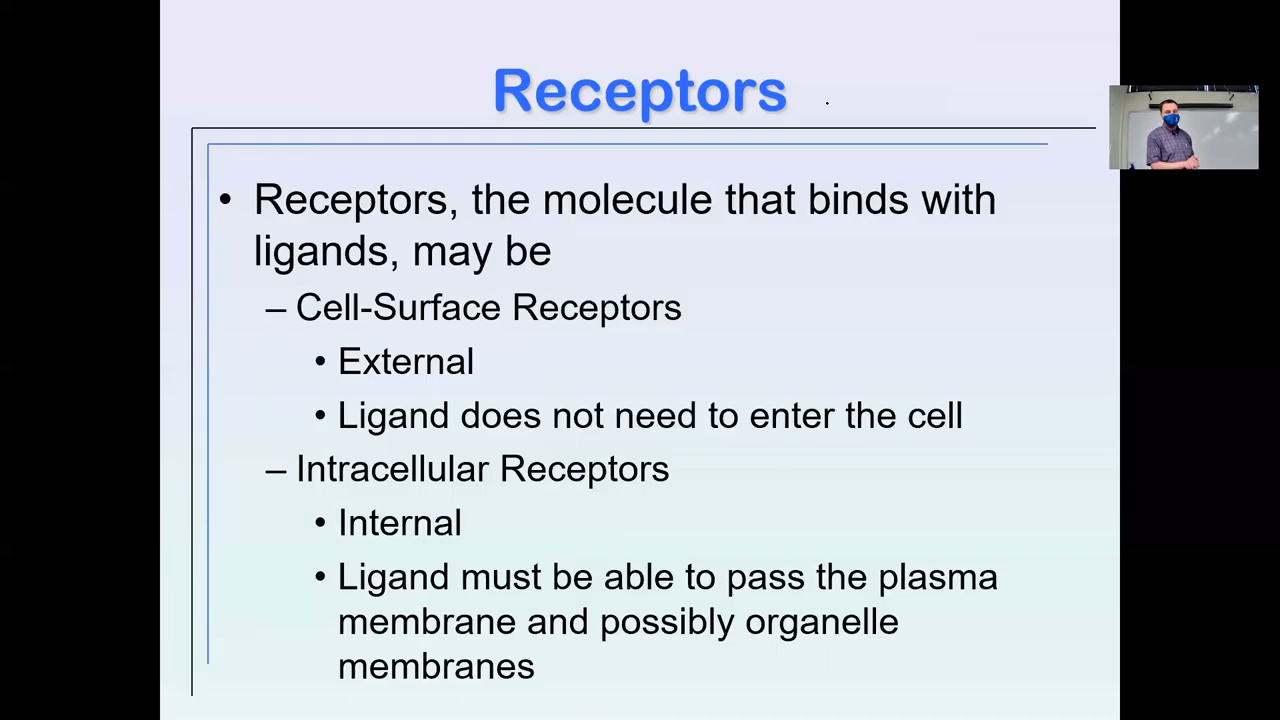 Receptors
• Receptors, the molecule that binds with
ligands, may be
– Cell-Surface Receptors
• External
• Ligand does not need to enter the cell
– Intracellular Receptors
• Internal
• Ligand must be able to pass the plasma
membrane and possibly organelle
membranes